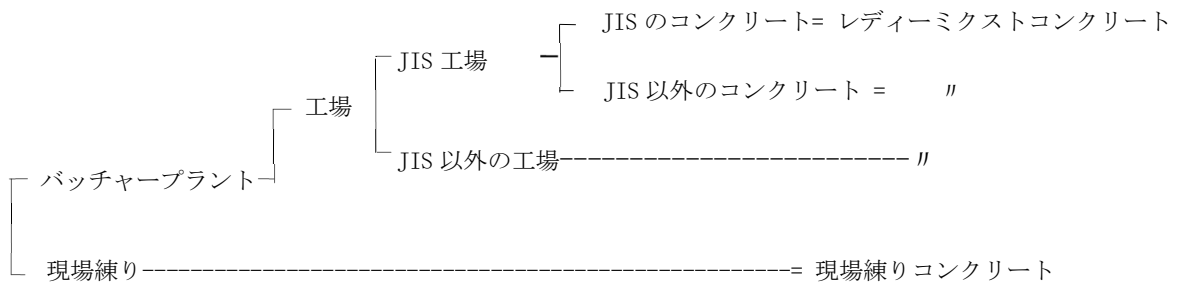 JIS のコンクリート= レディーミクストコンクリート
JIS 工場
JIS 以外のコンクリート = 〃
工場
JIS 以外の工場-------------------------〃
バッチャープラント
現場練り----------------------------------------------= 現場練りコンクリート